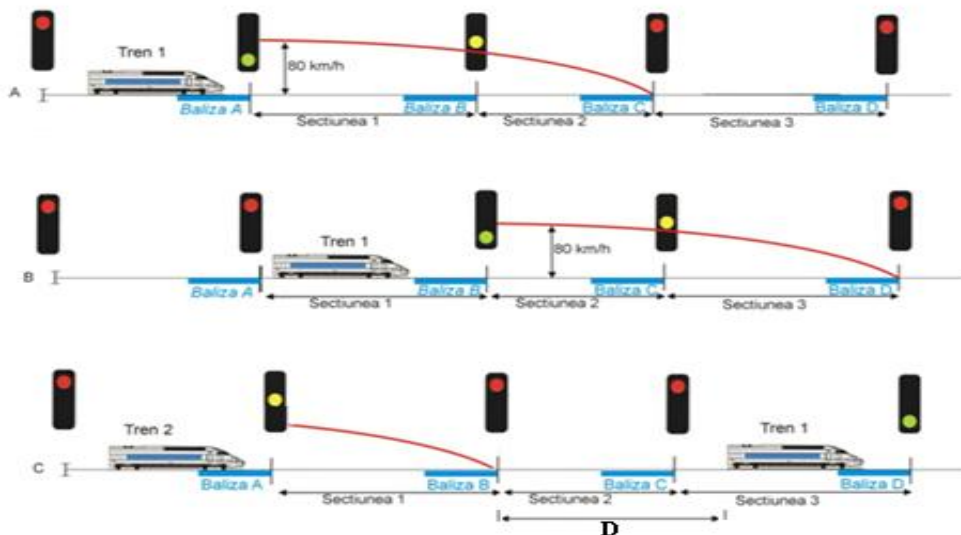 Tren 1
80 km/h
A
Baliza A
Baliza B
Baliza C
Baliza D
Sectiunea 1
Sectiunea 2
Sectiunea 3
Tren 1
80 km/h
B
Baliza A
Baliza B
Baliza C
Baliza D
Sectiunea 1
Sectiunea 2
Sectiunea 3
Tren 2
Tren 1
C
Baliza A
Baliza B
Baliza C
Baliza D
Sectiunea 1
Sectiunea 2
Sectiunea 3
D